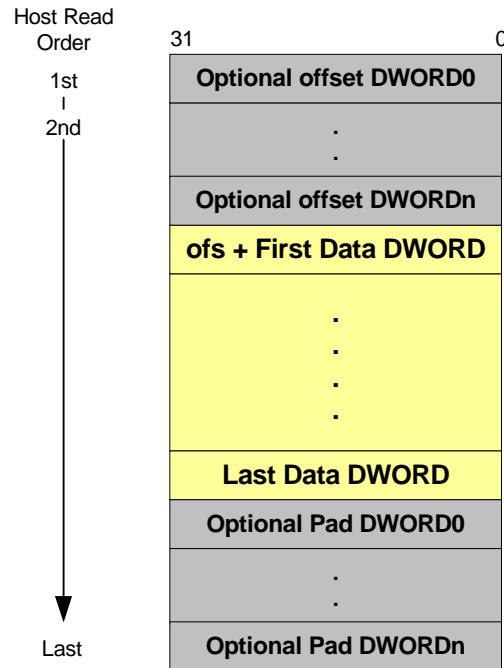 Host Read
Order
31 0
1st
2nd
Optional offset DWORD0
.
.
Optional offset DWORDn
ofs + First Data DWORD
.
.
.
.
Last Data DWORD
Optional Pad DWORD0
.
.
Last
Optional Pad DWORDn